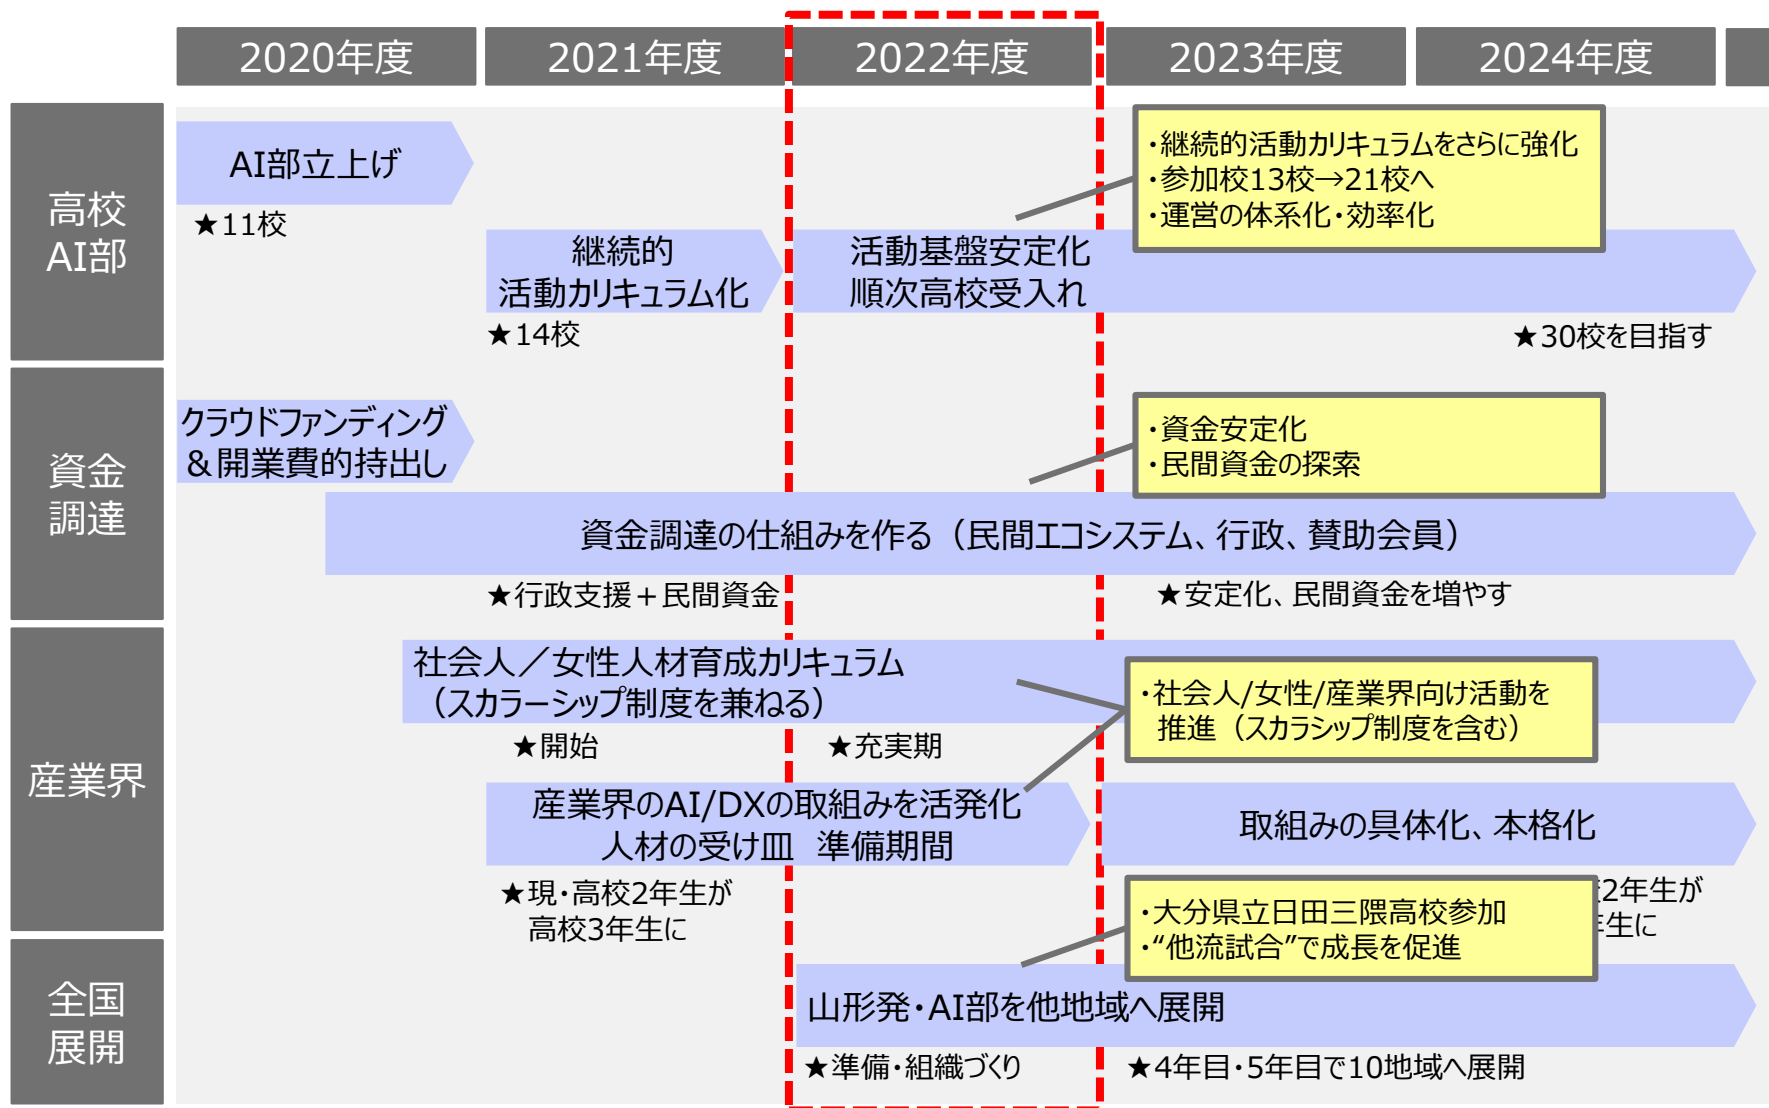 2020年度
2021年度
2022年度
2023年度
2024年度
高校
AI部
AI部立上げ
★11校
継続的
活動カリキュラム化
★14校
活動基盤安定化
順次高校受入れ
・継続的活動カリキュラムをさらに強化
・参加校13校→21校へ
・運営の体系化・効率化
★30校を目指す
資金
調達
クラウドファンディング
＆開業費的持出し
・資金安定化
・民間資金の探索
資金調達の仕組みを作る（民間エコシステム、行政、賛助会員）
★行政支援＋民間資金
★安定化、民間資金を増やす
産業界
社会人／女性人材育成カリキュラム
（スカラーシップ制度を兼ねる）
★開始
★充実期
・社会人/女性/産業界向け活動を
推進（スカラシップ制度を含む）
産業界のAI/DXの取組みを活発化
人材の受け皿　準備期間
取組みの具体化、本格化
★現・高校2年生が
高校3年生に
2年生が
年生に
・大分県立日田三隈高校参加
・“他流試合”で成長を促進
全国
展開
山形発・AI部を他地域へ展開
★準備・組織づくり
★4年目・5年目で10地域へ展開